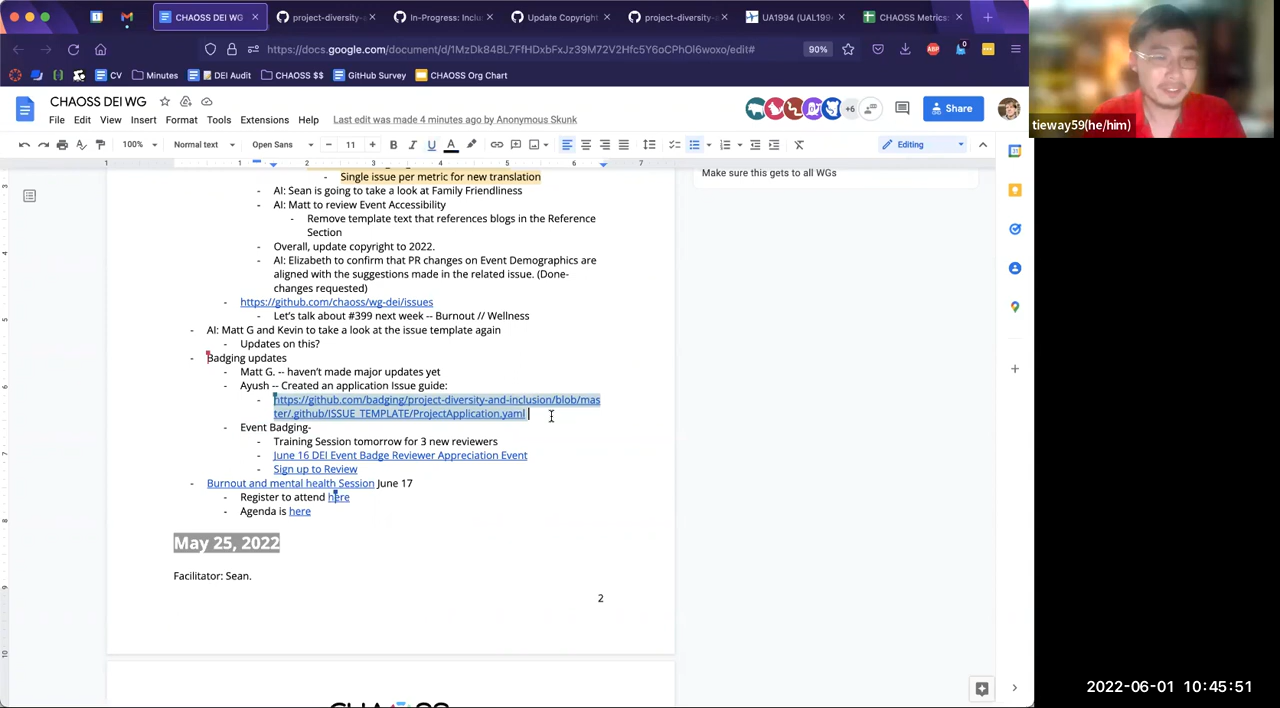 CHAOSS DEI WG
project-diversity-a
In-Progress: Inclu
Update Copyright
project-diversity-a
UA1994 (UAL199
CHAOSS Metrics:
https://docs.google.com/document/d/1MzDk84BL7FfHDxbFxJz39M72V2Hfc5Y6oCPhOl6woxo/edit#
90%
ABP
0
CV
Minutes
DEI Audit
CHAOSS $$
GitHub Survey
CHAOSS Org Chart
tieway59(he/him)
CHAOSS DEI WG
File Edit View Insert Format Tools Extensions Help
Last edit was made 4 minutes ago by Anonymous Skunk
+6
Share
100%
Normal text
Open Sans
11
Editing
1 1 2 3 4 5 6 7
Single issue per metric for new translation
Make sure this gets to all WGs
- AI: Sean is going to take a look at Family Friendliness
- AI: Matt to review Event Accessibility
- Remove template text that references blogs in the Reference
Section
- Overall, update copyright to 2022.
- AI: Elizabeth to confirm that PR changes on Event Demographics are
aligned with the suggestions made in the related issue. (Done-
changes requested)
- https://github.com/chaoss/wg-dei/issues
- Let's talk about #399 next week -- Burnout // Wellness
- AI: Matt G and Kevin to take a look at the issue template again
- Updates on this?
- Badging updates
- Matt G. -- haven't made major updates yet
- Ayush -- Created an application Issue guide:
- https://github.com/badging/project-diversity-and-inclusion/blob/mas
ter/.github/ISSUE_TEMPLATE/ProjectApplication.yaml
- Event Badging-
- Training Session tomorrow for 3 new reviewers
- June 16 DEI Event Badge Reviewer Appreciation Event
- Sign up to Review
- Burnout and mental health Session June 17
- Register to attend here
- Agenda is here
May 25, 2022
Facilitator: Sean.
2
2022-06-01 10:45:51